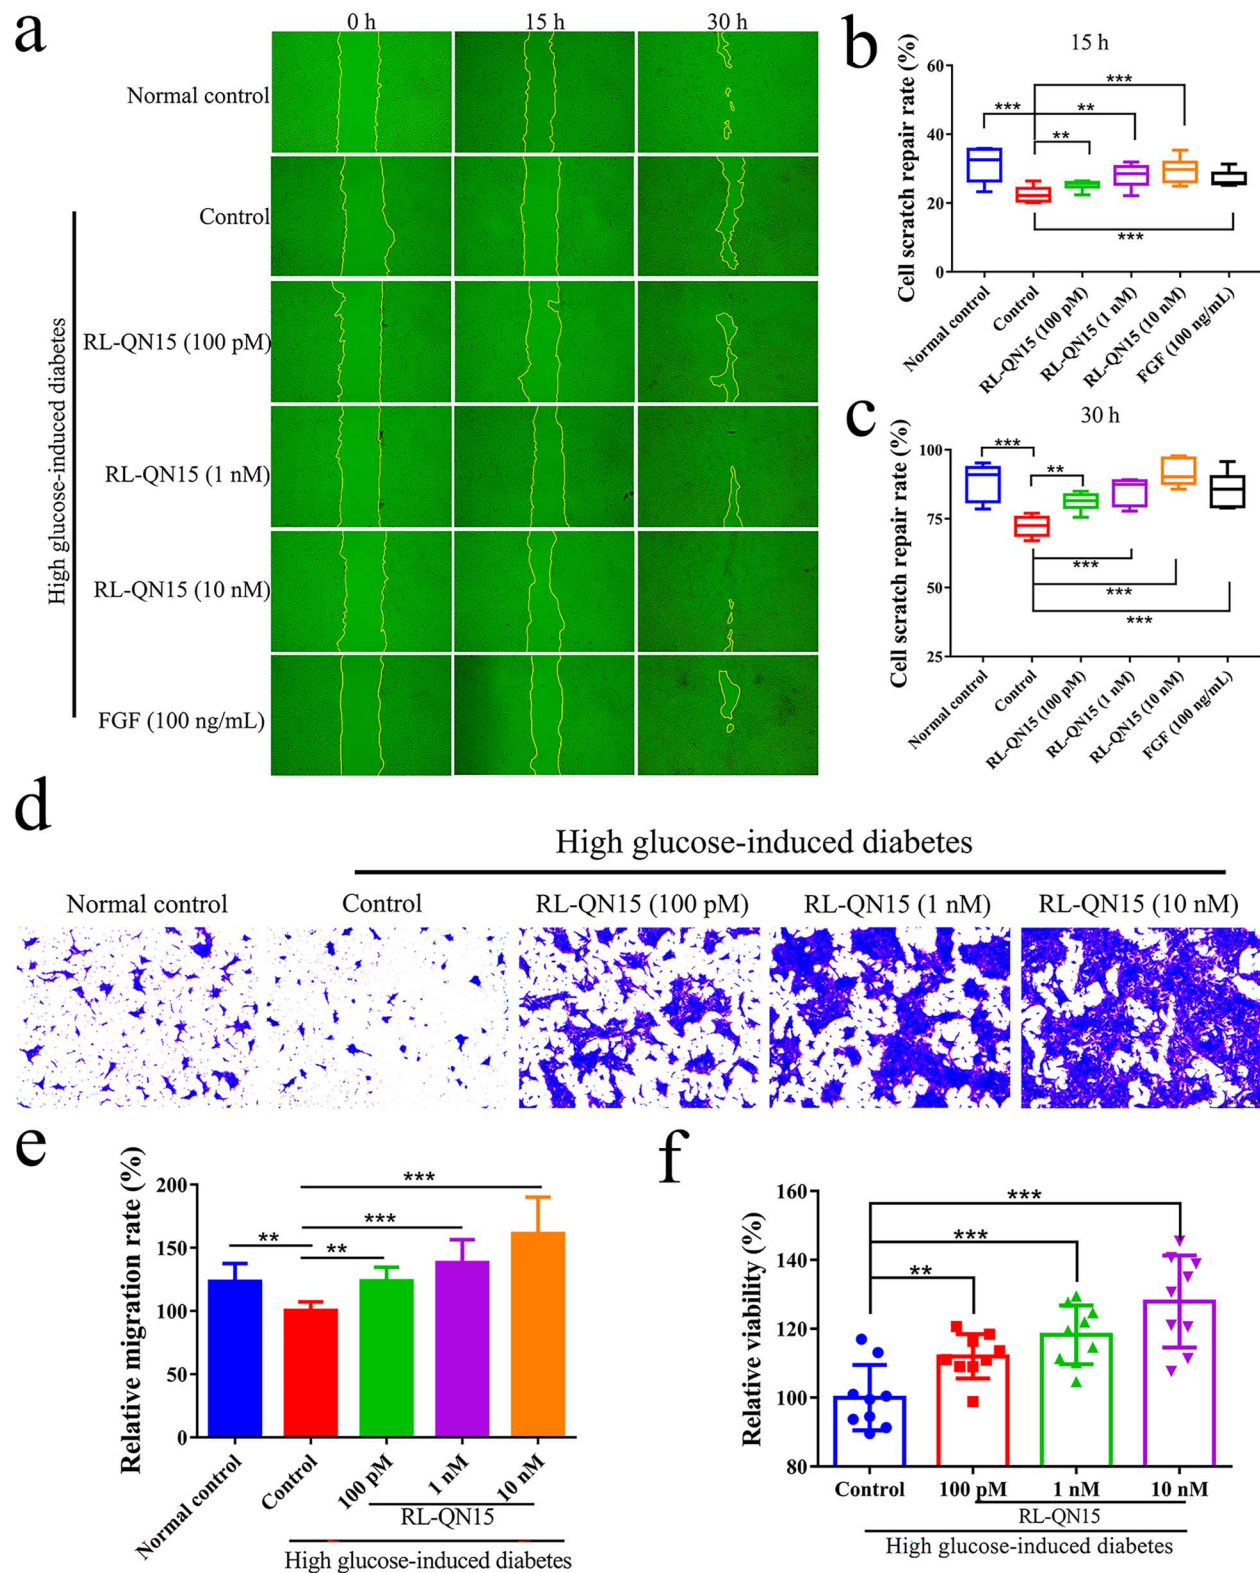 a
0 h
15 h
30 h
Normal control
Control
RL-QN15 (100 pM)
RL-QN15 (1 nM)
RL-QN15 (10 nM)
FGF (100 ng/mL)
High glucose-induced diabetes
b
15 h
Cell scratch repair rate (%)
60
40
20
0
***
***
**
**
***
Normal control
Control
RL-QN15 (100 pM)
RL-QN15 (1 nM)
RL-QN15 (10 nM)
FGF (100 ng/mL)
c
30 h
Cell scratch repair rate (%)
100
75
50
25
***
**
***
***
***
Normal control
Control
RL-QN15 (100 pM)
RL-QN15 (1 nM)
RL-QN15 (10 nM)
FGF (100 ng/mL)
d
High glucose-induced diabetes
Normal control
Control
RL-QN15 (100 pM)
RL-QN15 (1 nM)
RL-QN15 (10 nM)
e
Relative migration rate (%)
200
150
100
50
0
***
***
**
**
Normal control
Control
100 pM
1 nM
10 nM
RL-QN15
High glucose-induced diabetes
f
Relative viability (%)
160
140
120
100
80
***
***
**
Control
100 pM
1 nM
10 nM
RL-QN15
High glucose-induced diabetes